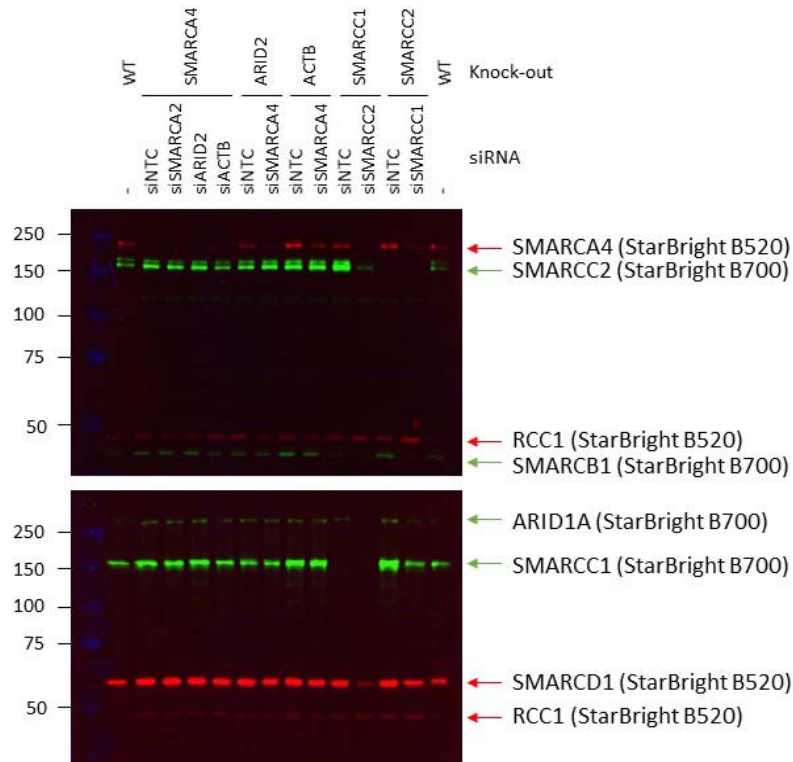 WT
SMARCA4
ARID2
ACTB
SMARCC1
SMARCC2
WT
Knock-out
-
siNTC
siSMARCA2
siARID2
siACTB
siNTC
siSMARCA4
siNTC
siSMARCA4
siNTC
siSMARCC2
siNTC
siSMARCC1
-
siRNA
250
150
100
75
50
SMARCA4 (StarBright B520)
SMARCC2 (StarBright B700)
RCC1 (StarBright B520)
SMARCB1 (StarBright B700)
250
150
100
75
50
ARID1A (StarBright B700)
SMARCC1 (StarBright B700)
SMARCD1 (StarBright B520)
RCC1 (StarBright B520)